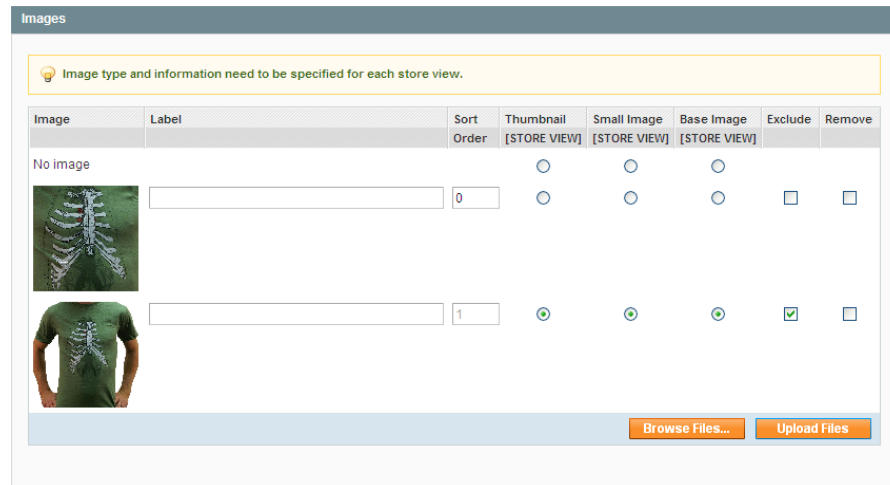 Images
Image type and information need to be specified for each store view.
Image Label Sort Order Thumbnail [STORE VIEW] Small Image [STORE VIEW] Base Image [STORE VIEW] Exclude Remove
No image
0
1
Browse Files... Upload Files